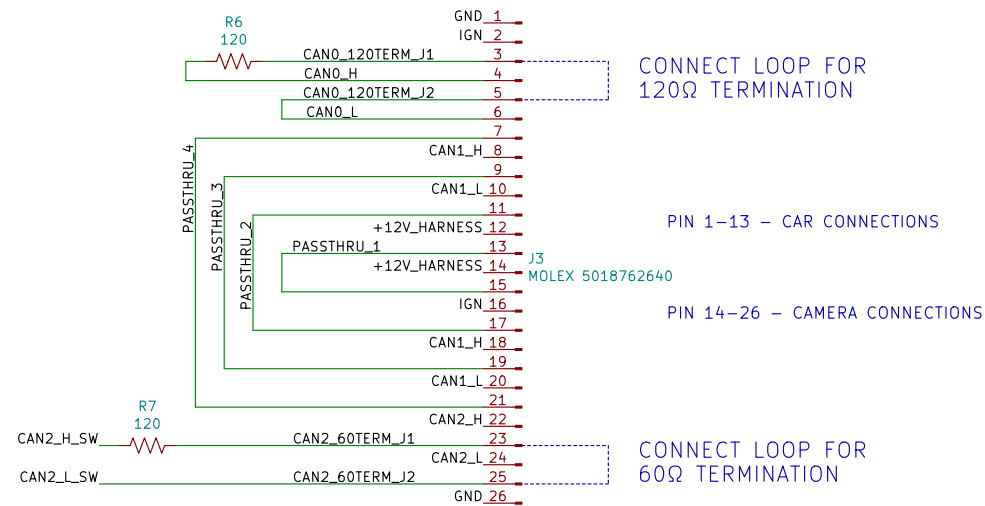 GND 1
IGN 2
R6
120
CAN0_120TERM_J1 3
CAN0_H 4
CONNECT LOOP FOR
120Ω TERMINATION
CAN0_120TERM_J2 5
CAN0_L 6
7
CAN1_H 8
PASSTHRU_4
9
PASSTHRU_3
CAN1_L 10
11
PASSTHRU_2
+12V_HARNESS 12
PIN 1-13 - CAR CONNECTIONS
PASSTHRU_1 13
+12V_HARNESS 14
J3
MOLEX 5018762640
15
IGN 16
PIN 14-26 - CAMERA CONNECTIONS
17
CAN1_H 18
19
CAN1_L 20
21
CAN2_H 22
R7
120
CAN2_H_SW
CAN2_60TERM_J1 23
CAN2_L 24
CONNECT LOOP FOR
60Ω TERMINATION
CAN2_L_SW
CAN2_60TERM_J2 25
GND 26